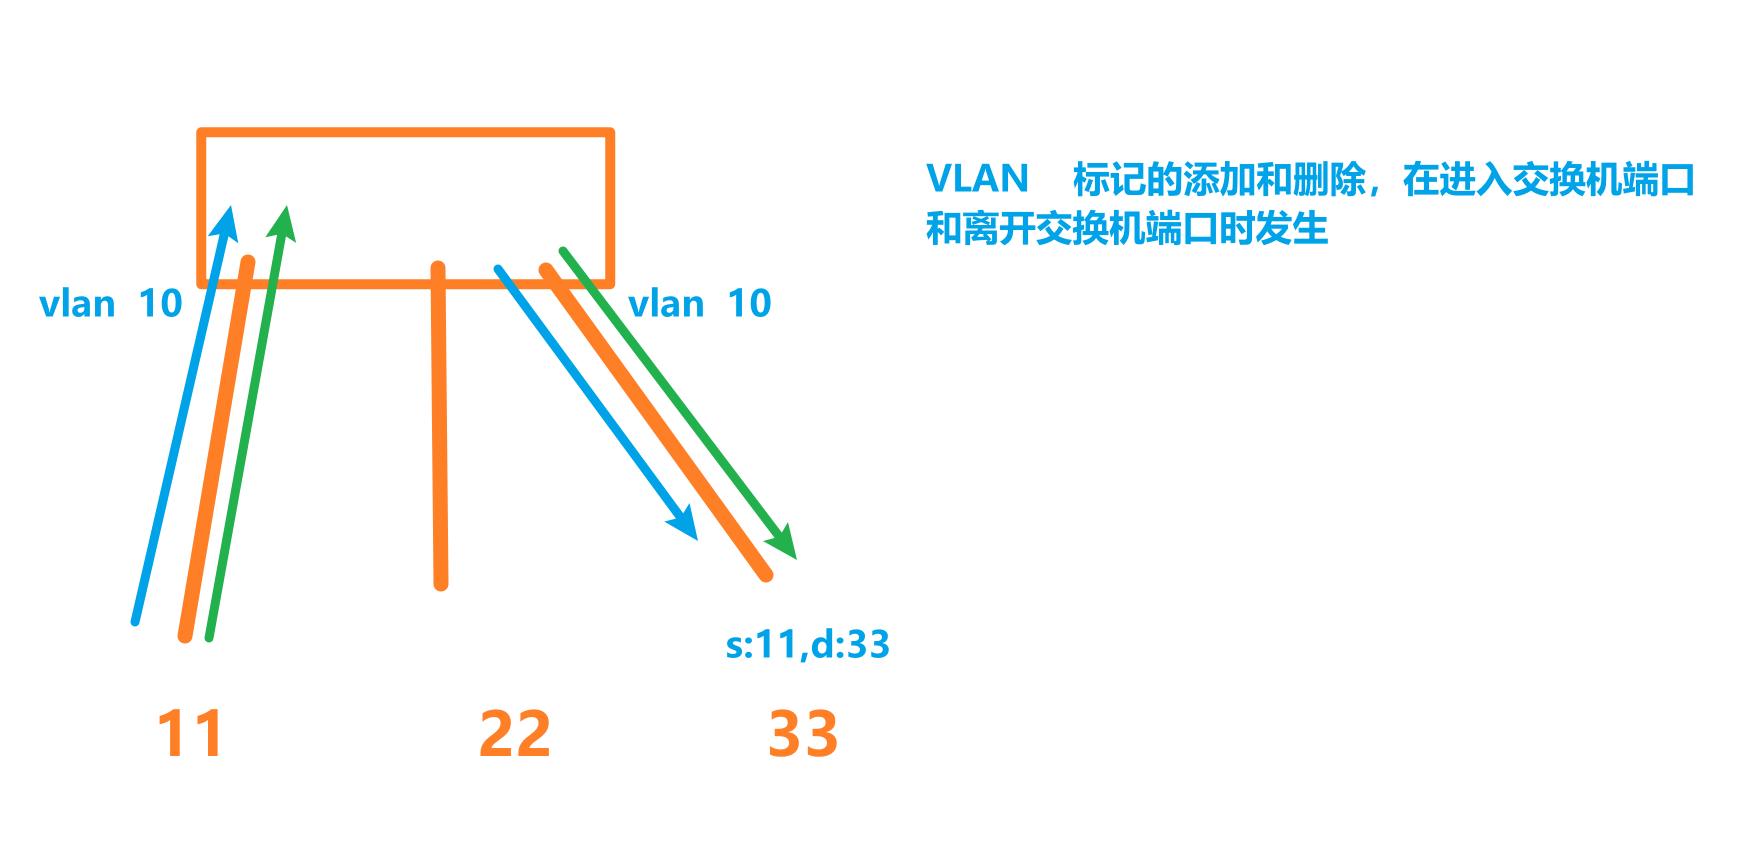 VLAN 标记的添加和删除，在进入交换机端口
和离开交换机端口时发生
vlan 10
vlan 10
s:11,d:33
11
22
33